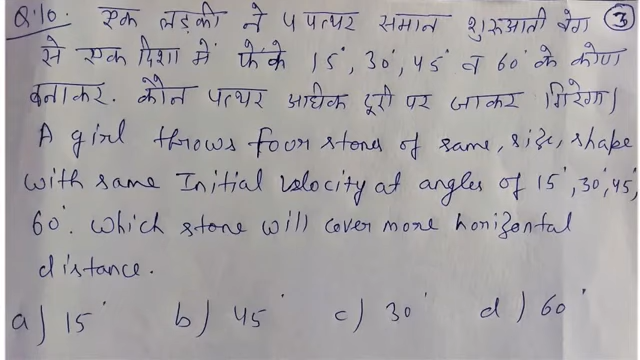 Q.10. एक लड़की ने 4 पत्थर समान शुरुआती वेग ③
से एक दिशा में फेंके 15°, 30°, 45° व 60° के कोण
बनाकर. कौन पत्थर अधिक दूरी पर जाकर गिरेगा।
A girl throws four stones of same, size, shape
with same Initial velocity at angles of 15°, 30°, 45°,
60°. which stone will cover more horizontal
distance.
a) 15° b) 45° c) 30° d) 60°